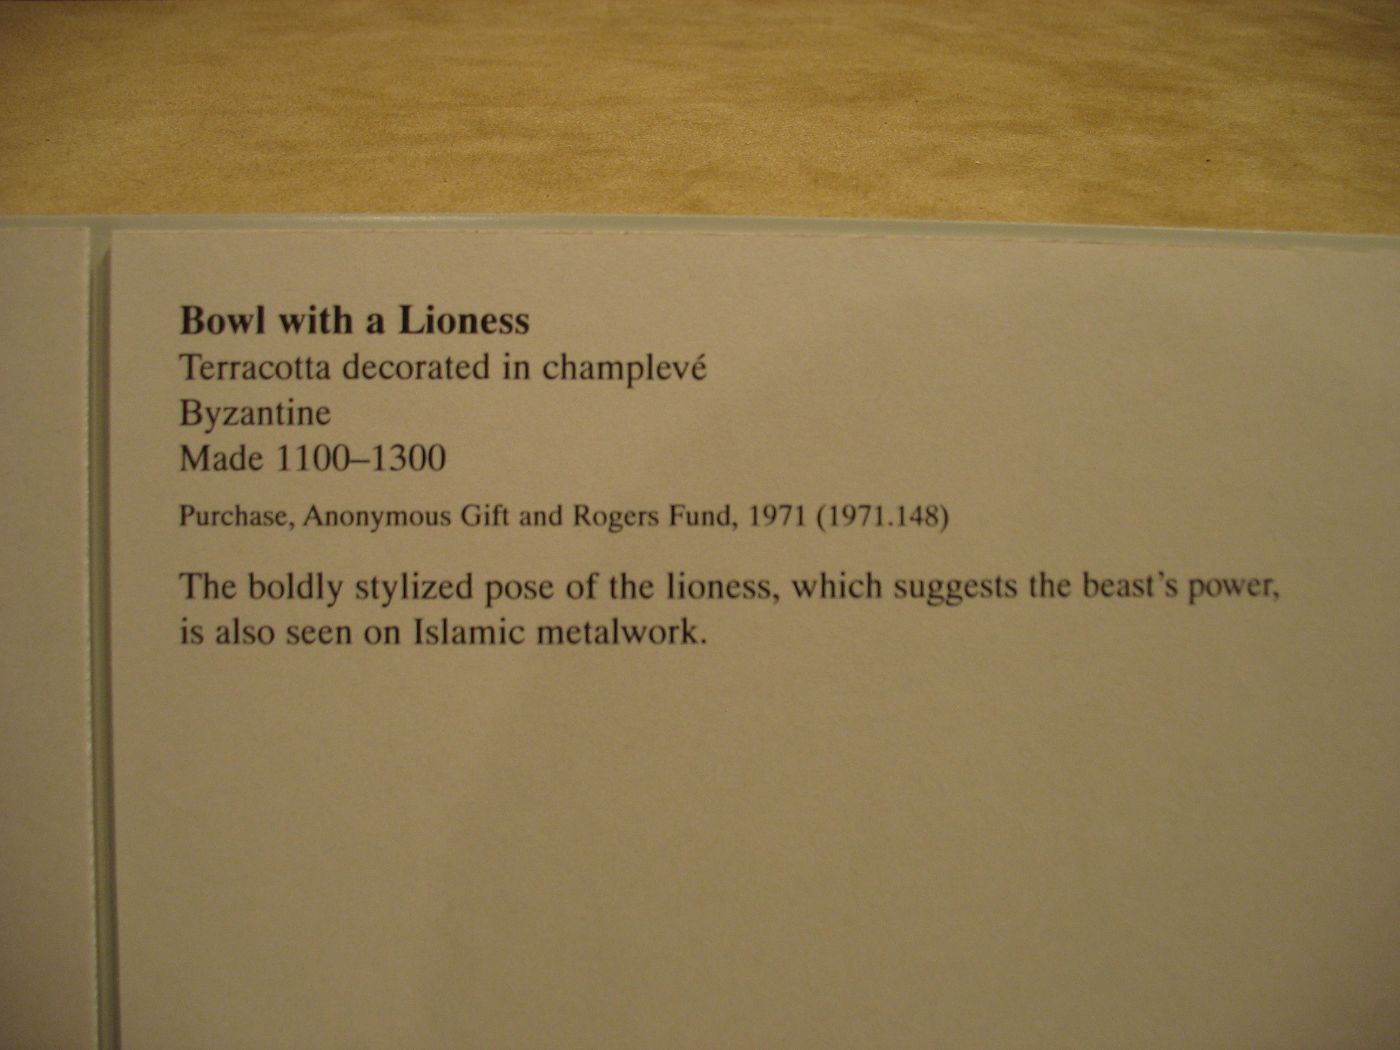 Bowl with a Lioness
Terracotta decorated in champlevé
Byzantine
Made 1100–1300
Purchase, Anonymous Gift and Rogers Fund, 1971 (1971.148)
The boldly stylized pose of the lioness, which suggests the beast's power,
is also seen on Islamic metalwork.